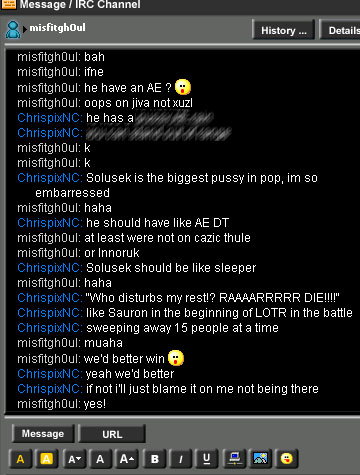 Message / IRC Channel
misfitgh0ul
History ...
Details
misfitgh0ul: bah
misfitgh0ul: ifne
misfitgh0ul: he have an AE ?
misfitgh0ul: oops on jiva not xuzl
ChrispixNC: he has a
ChrispixNC:
misfitgh0ul: k
misfitgh0ul: k
ChrispixNC: Solusek is the biggest pussy in pop, im so
embarressed
misfitgh0ul: haha
ChrispixNC: he should have like AE DT
misfitgh0ul: at least were not on cazic thule
misfitgh0ul: or Innoruk
ChrispixNC: Solusek should be like sleeper
misfitgh0ul: haha
ChrispixNC: "Who disturbs my rest!? RAAAARRRRR DIE!!!!"
ChrispixNC: like Sauron in the beginning of LOTR in the battle
ChrispixNC: sweeping away 15 people at a time
misfitgh0ul: muaha
misfitgh0ul: we'd better win
ChrispixNC: yeah we'd better
ChrispixNC: if not i'll just blame it on me not being there
misfitgh0ul: yes!
Message
URL
A A A A A B I U